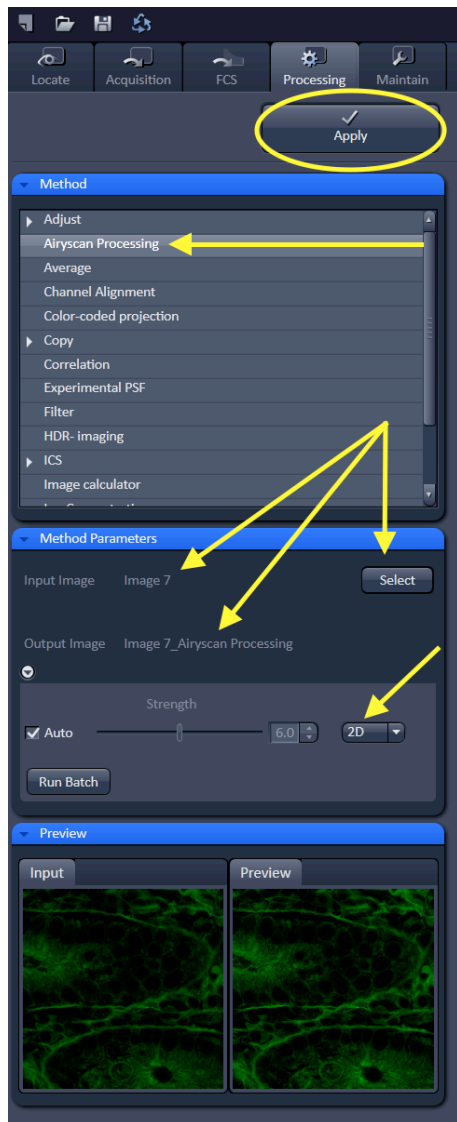 Locate Acquisition FCS Processing Maintain
Apply
Method
Adjust
Airyscan Processing
Average
Channel Alignment
Color-coded projection
Copy
Correlation
Experimental PSF
Filter
HDR- imaging
ICS
Image calculator
Method Parameters
Input Image Image 7 Select
Output Image Image 7_Airyscan Processing
Strength
Auto 6.0 2D
Run Batch
Preview
Input Preview